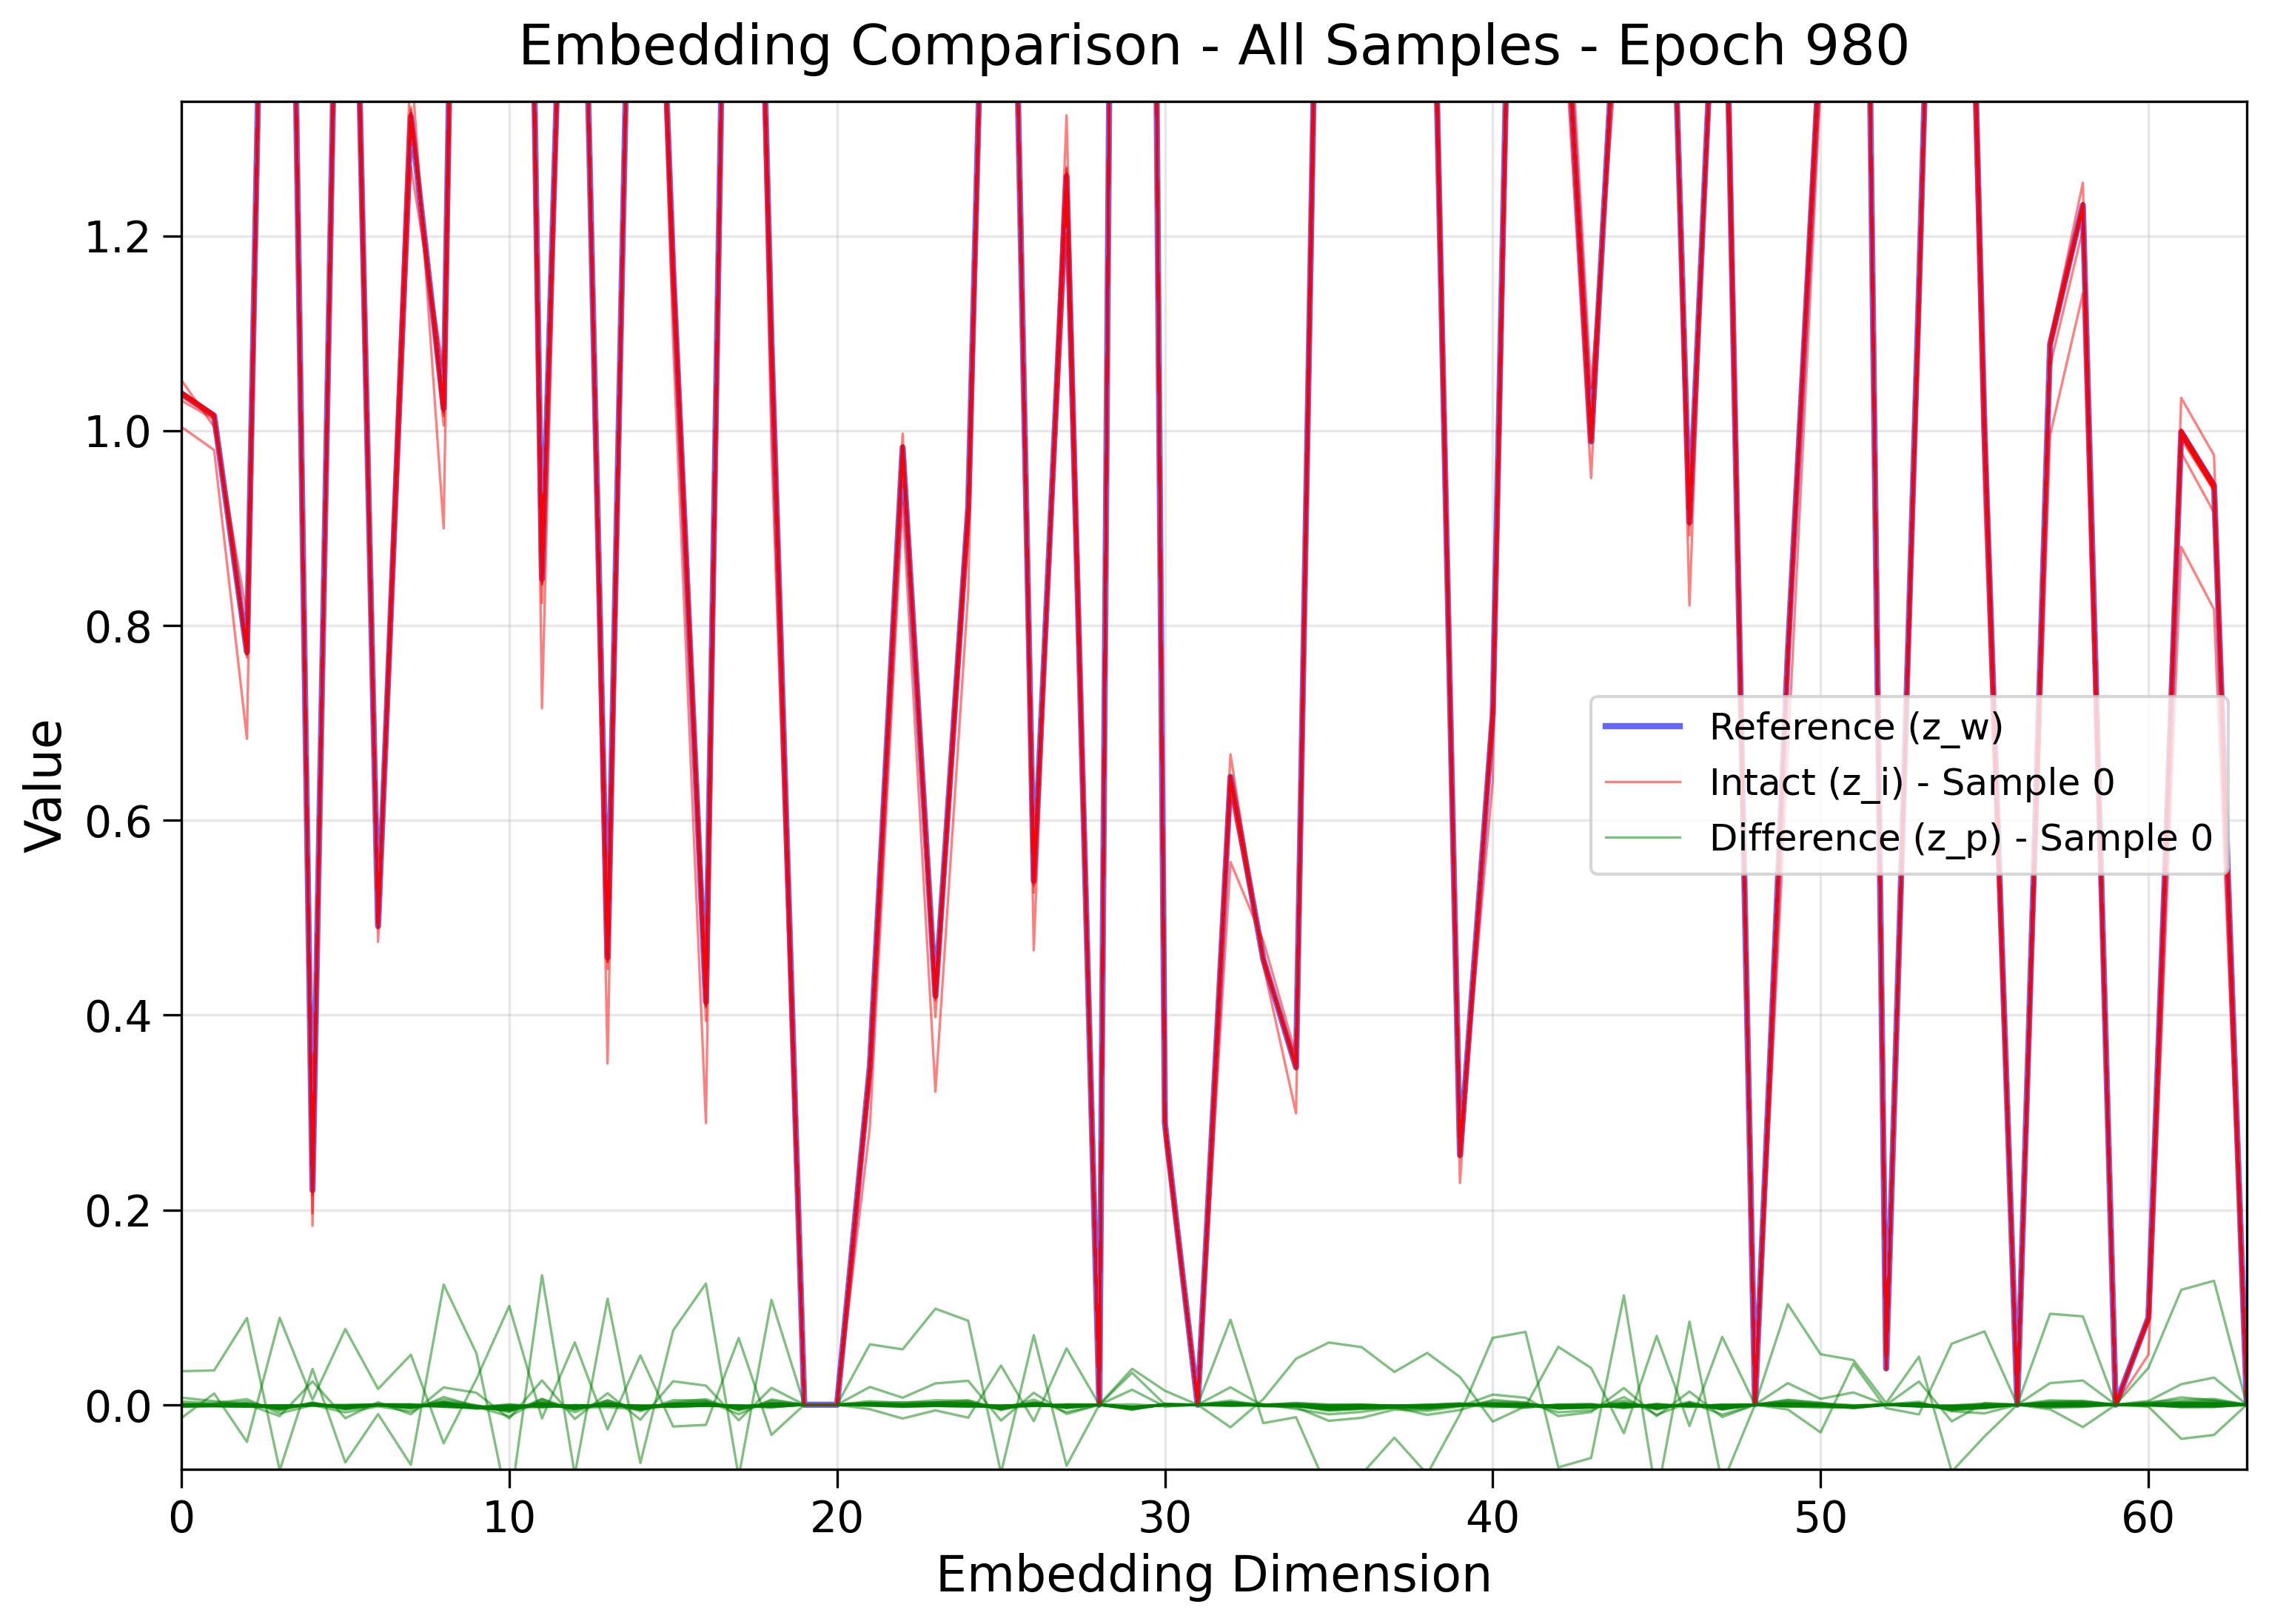 Embedding Comparison - All Samples - Epoch 980
Value
1.2
1.0
0.8
0.6
0.4
0.2
0.0
Reference (z_w)
Intact (z_i) - Sample 0
Difference (z_p) - Sample 0
0 10 20 30 40 50 60
Embedding Dimension